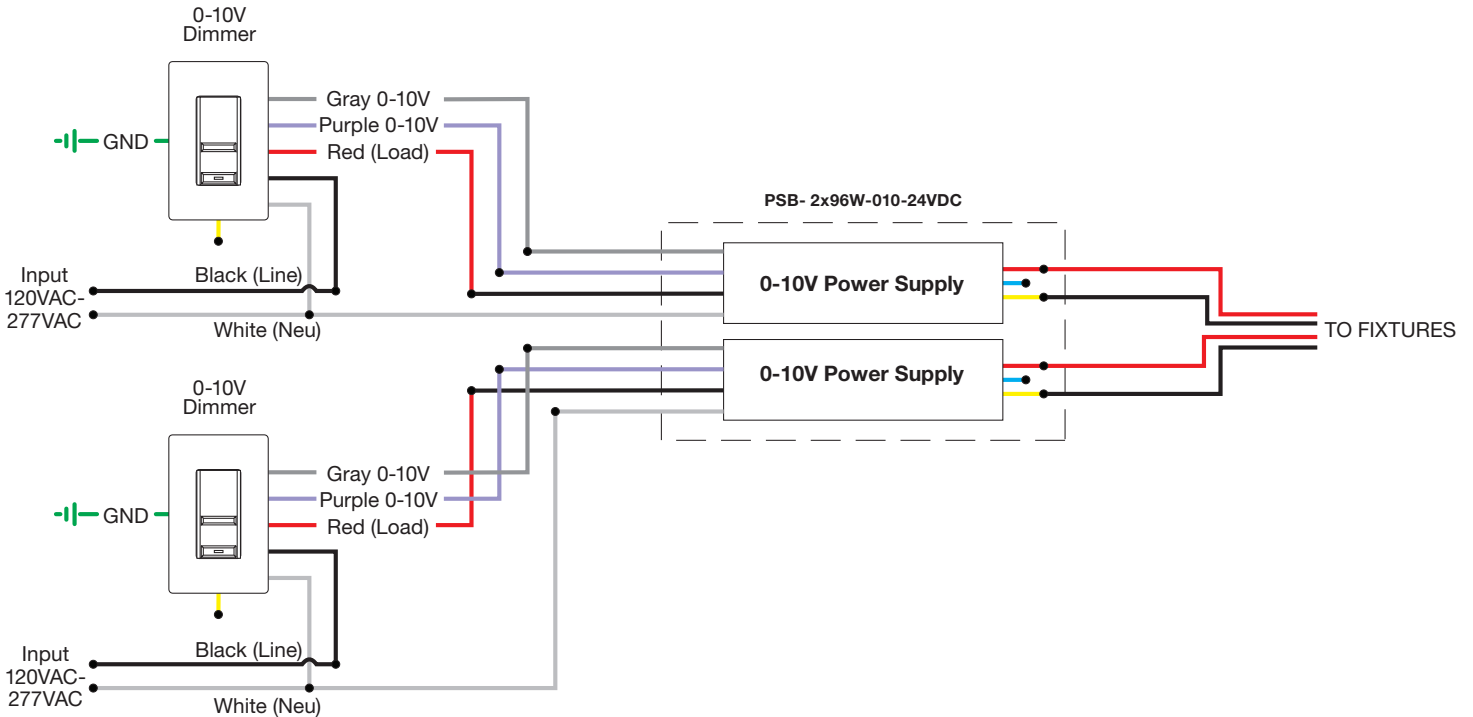 0-10V
Dimmer
Gray 0-10V
Purple 0-10V
Red (Load)
GND
Input
120VAC-
277VAC
Black (Line)
White (Neu)
PSB- 2x96W-010-24VDC
0-10V Power Supply
0-10V Power Supply
TO FIXTURES
0-10V
Dimmer
Gray 0-10V
Purple 0-10V
Red (Load)
GND
Input
120VAC-
277VAC
Black (Line)
White (Neu)